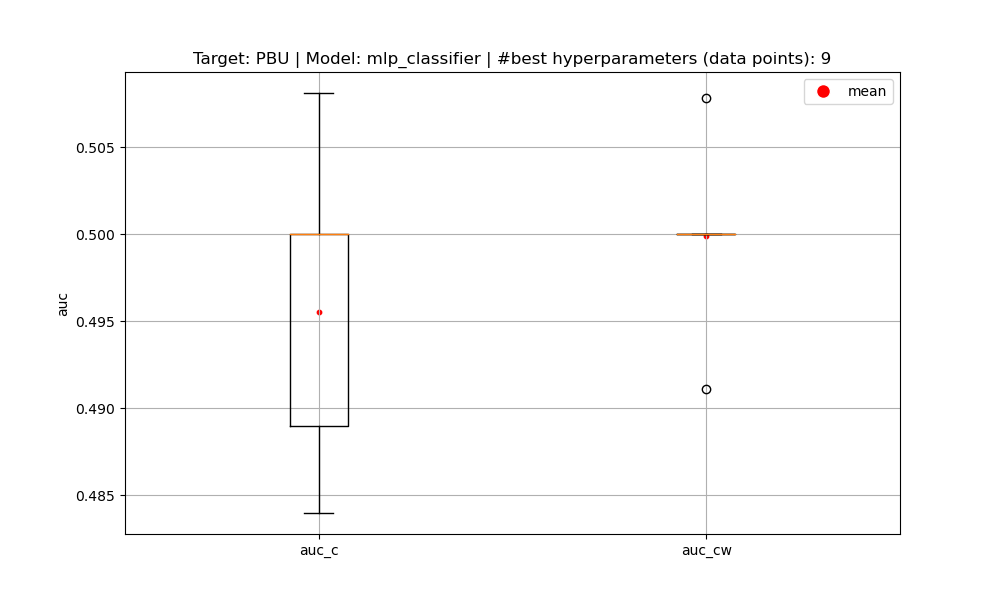 Target: PBU | Model: mlp_classifier | #best hyperparameters (data points): 9
mean
0.505
0.500
0.495
0.490
0.485
auc
auc_c
auc_cw